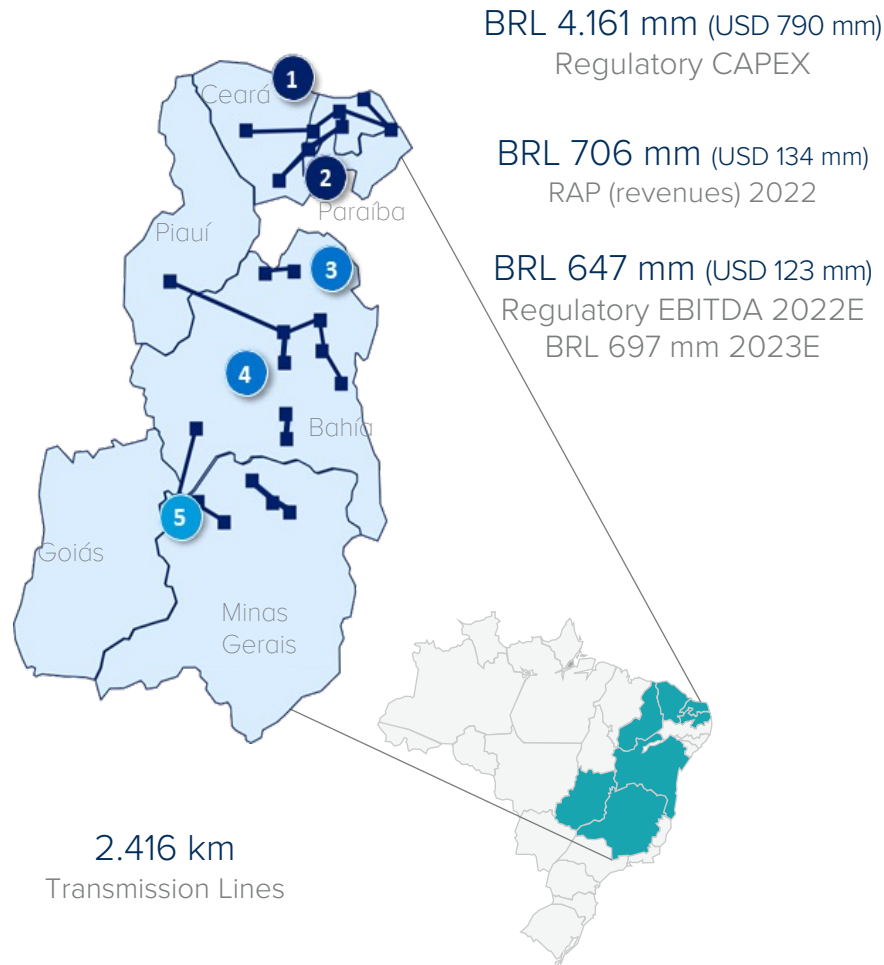 BRL 4.161 mm (USD 790 mm)
Regulatory CAPEX
BRL 706 mm (USD 134 mm)
RAP (revenues) 2022
BRL 647 mm (USD 123 mm)
Regulatory EBITDA 2022E
BRL 697 mm 2023E
1
Ceará
2
Paraíba
Piauí
3
4
Bahía
5
Goiás
Minas
Gerais
2.416 km
Transmission Lines